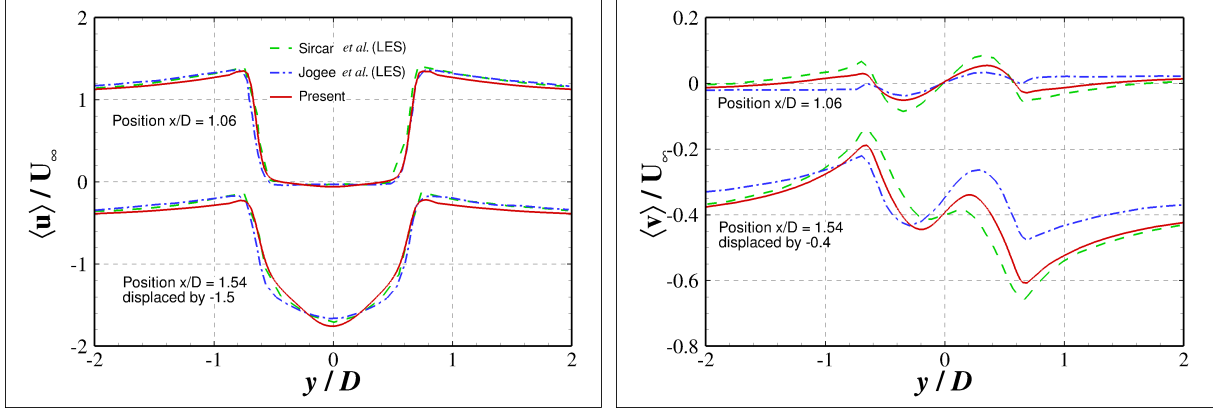 2
1
0
-1
-2
-2
-1
0
1
2
⟨u⟩ / U∞
y / D
Sircar et al. (LES)
Jogee et al. (LES)
Present
Position x/D = 1.06
Position x/D = 1.54
displaced by -1.5
0.2
0
-0.2
-0.4
-0.6
-0.8
-2
-1
0
1
2
⟨v⟩ / U∞
y / D
Position x/D = 1.06
Position x/D = 1.54
displaced by -0.4